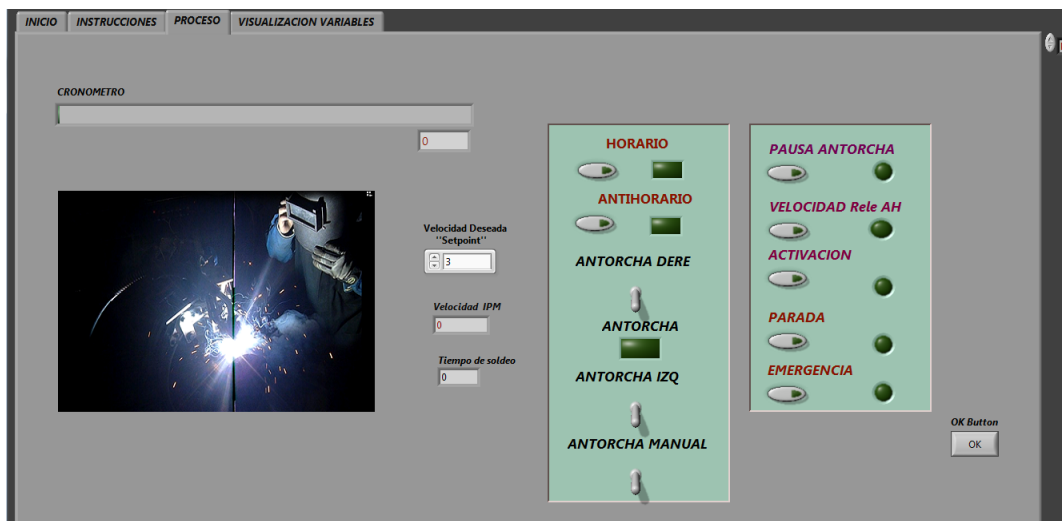 INICIO
INSTRUCCIONES
PROCESO
VISUALIZACION VARIABLES
CRONOMETRO
0
Velocidad Deseada
"Setpoint"
3
Velocidad IPM
0
Tiempo de soldeo
0
HORARIO
ANTIHORARIO
ANTORCHA DERE
ANTORCHA
ANTORCHA IZQ
ANTORCHA MANUAL
PAUSA ANTORCHA
VELOCIDAD Rele AH
ACTIVACION
PARADA
EMERGENCIA
OK Button
OK